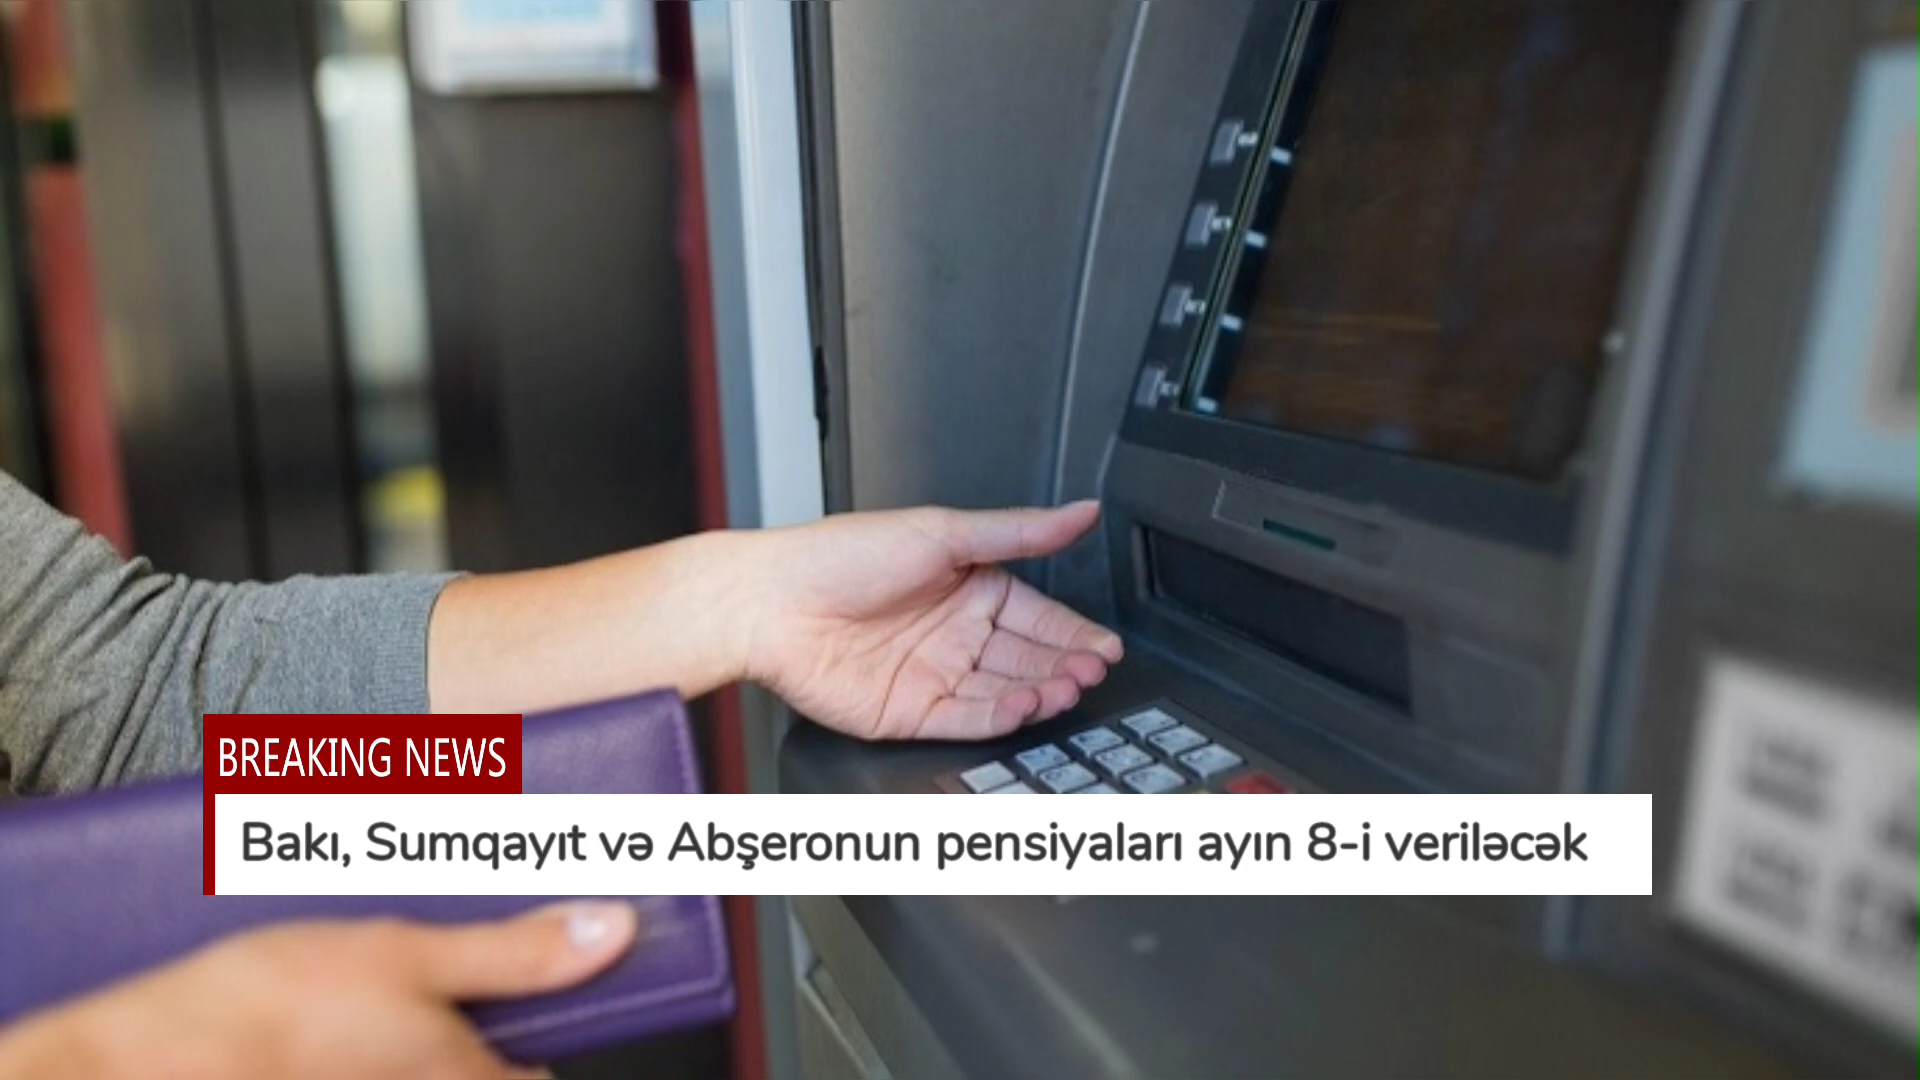 BREAKING NEWS
Bakı, Sumqayıt və Abşeronun pensiyaları ayın 8-i veriləcək